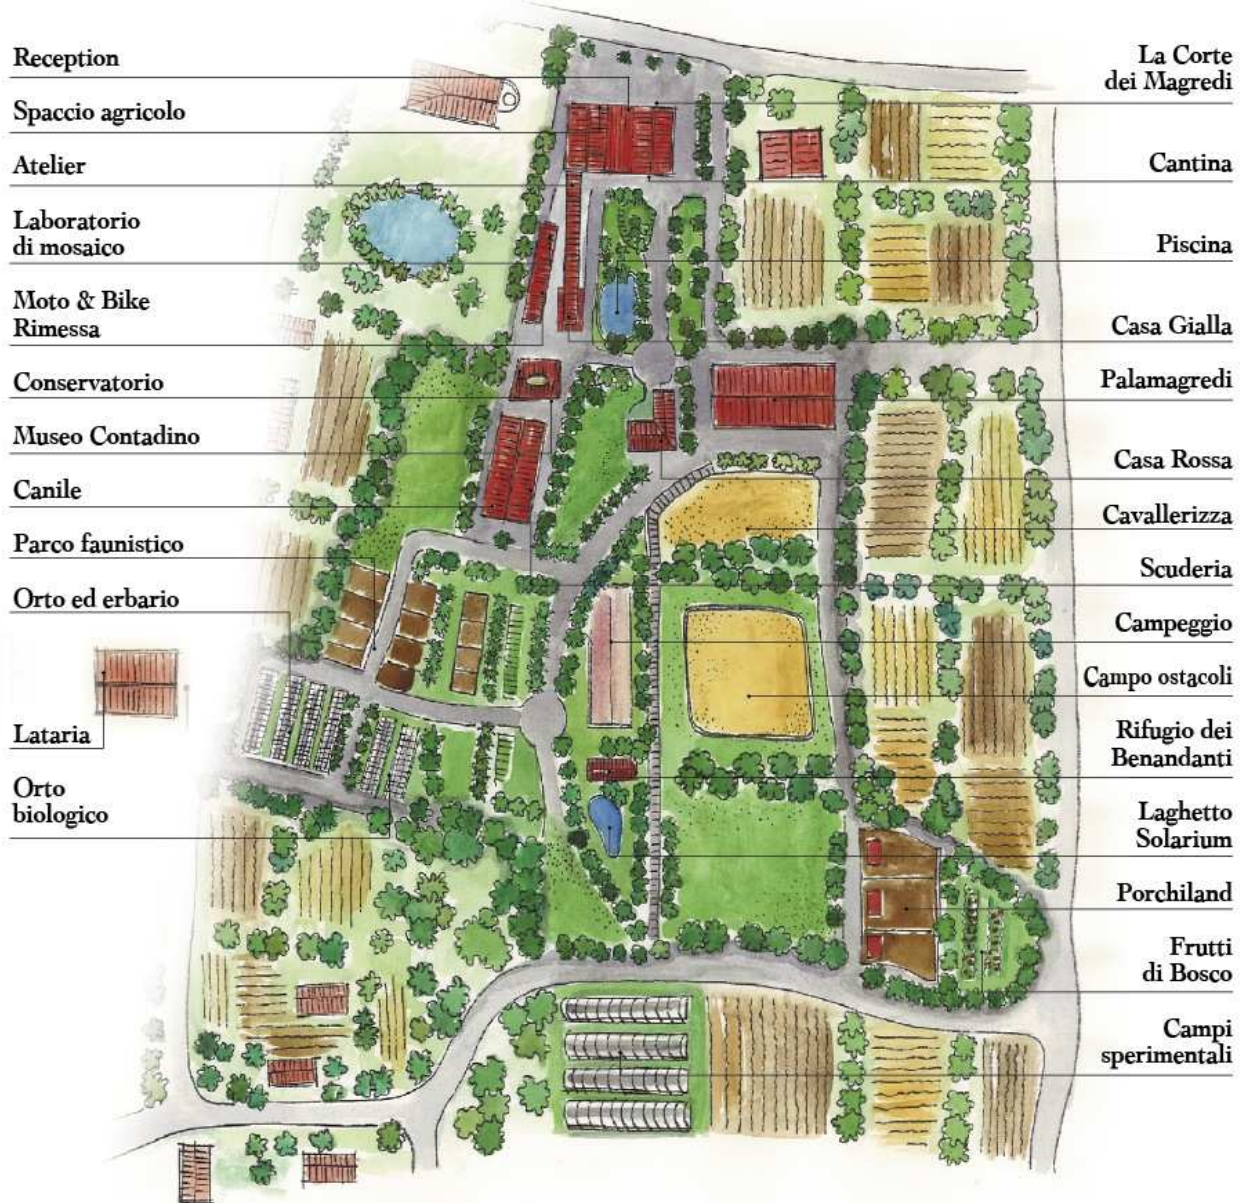 Reception
Spaccio agricolo
Atelier
Laboratorio
di mosaico
Moto & Bike
Rimessa
Conservatorio
Museo Contadino
Canile
Parco faunistico
Orto ed erbario
Lataria
Orto
biologico
La Corte
dei Magredi
Cantina
Piscina
Casa Gialla
Palamagredi
Casa Rossa
Cavallerizza
Scuderia
Campeggio
Campo ostacoli
Rifugio dei
Benandanti
Laghetto
Solarium
Porchiland
Frutti
di Bosco
Campi
sperimentali